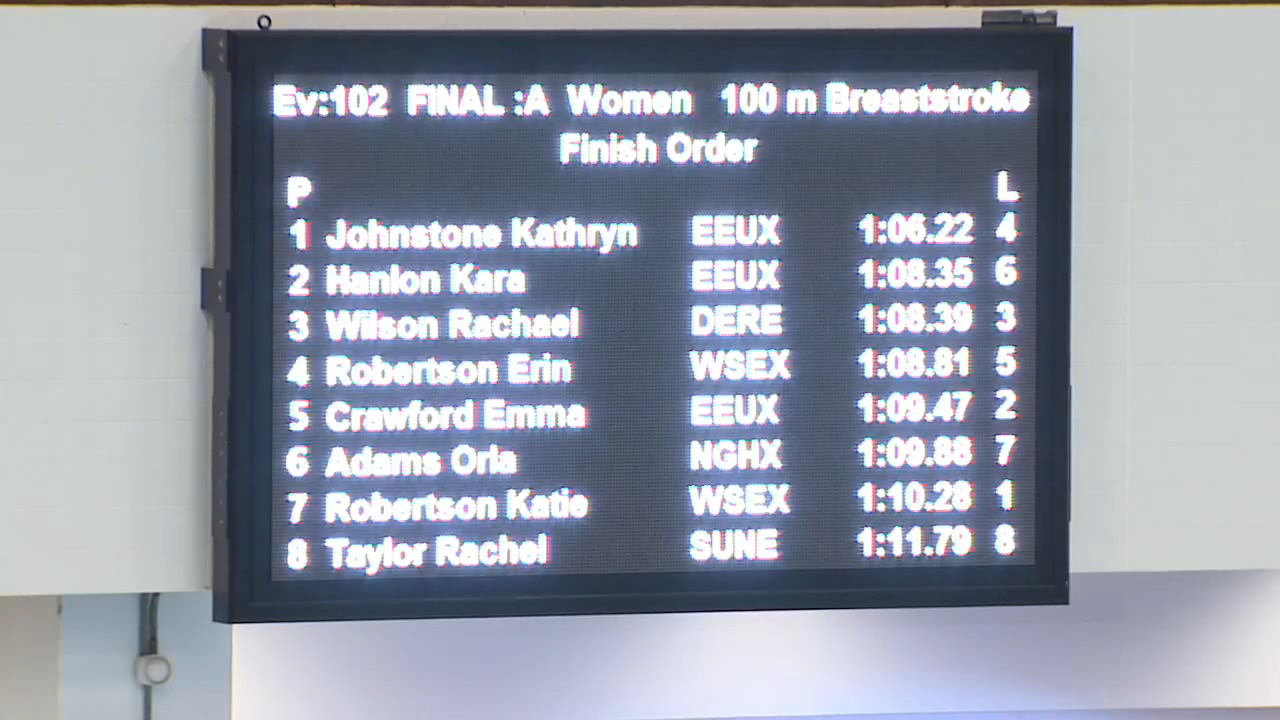 Ev:102 FINAL :A Women 100 m Breaststroke
Finish Order
P L
1 Johnstone Kathryn EEUX 1:06.22 4
2 Hanlon Kara EEUX 1:08.35 6
3 Wilson Rachael DERE 1:08.39 3
4 Robertson Erin WSEX 1:08.81 5
5 Crawford Emma EEUX 1:09.47 2
6 Adams Orla NGHX 1:09.88 7
7 Robertson Katie WSEX 1:10.28 1
8 Taylor Rachel SUNE 1:11.79 8